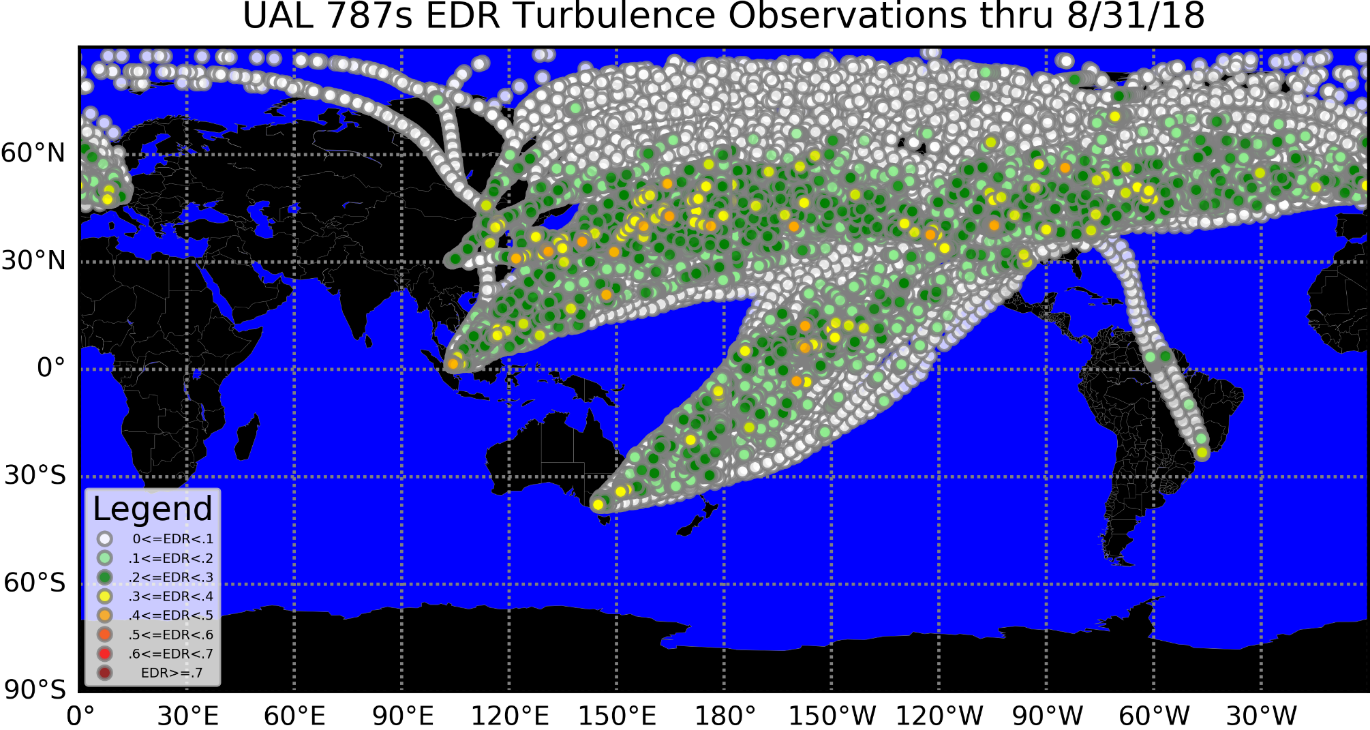 UAL 787s EDR Turbulence Observations thru 8/31/18
60°N
30°N
0°
30°S
60°S
90°S
Legend
0<=EDR<.1
.1<=EDR<.2
.2<=EDR<.3
.3<=EDR<.4
.4<=EDR<.5
.5<=EDR<.6
.6<=EDR<.7
EDR>=.7
0° 30°E 60°E 90°E 120°E 150°E 180° 150°W 120°W 90°W 60°W 30°W